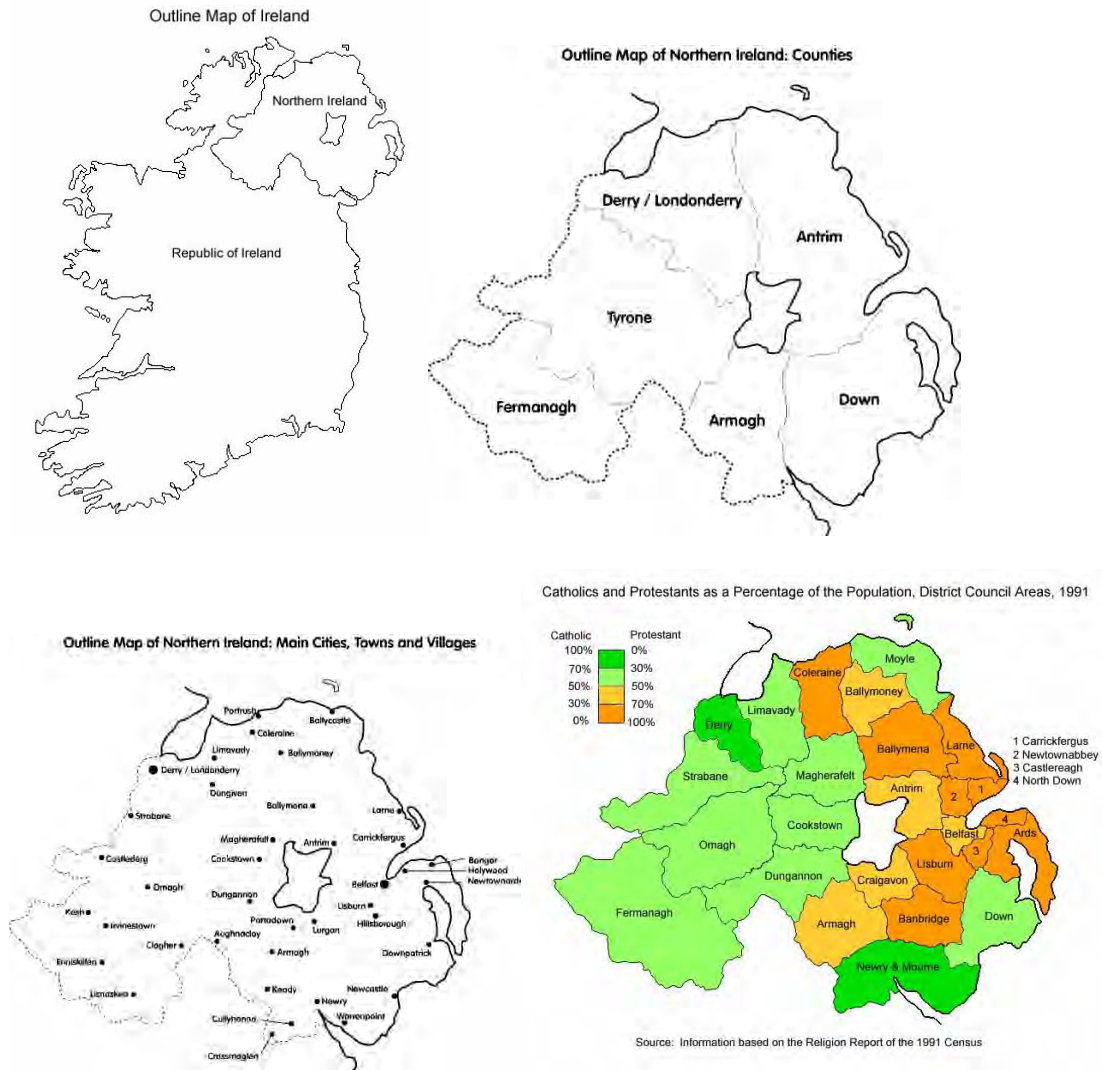 Outline Map of Ireland
Northern Ireland
Republic of Ireland
Outline Map of Northern Ireland: Counties
Derry / Londonderry
Antrim
Tyrone
Fermanagh
Armagh
Down
Outline Map of Northern Ireland: Main Cities, Towns and Villages
Portrush
Ballycastle
Coleraine
Limavady
Ballymoney
Derry / Londonderry
Dungiven
Ballymena
Larne
Strabane
Magherafelt
Antrim
Carrickfergus
Castlederg
Cookstown
Bangor
Holywood
Newtownards
Omagh
Belfast
Dungannon
Lisburn
Kesh
Portadown
Hillsborough
Irvinestown
Lurgan
Aughnacloy
Clogher
Armagh
Downpatrick
Enniskillen
Keady
Newcastle
Lisnaskea
Newry
Cullyhanna
Warrenpoint
Crossmaglen
Catholics and Protestants as a Percentage of the Population, District Council Areas, 1991
Catholic Protestant
100% 0%
70% 30%
50% 50%
30% 70%
0% 100%
Moyle
Coleraine
Ballymoney
Limavady
Derry
Ballymena
Larne
1 Carrickfergus
2 Newtownabbey
3 Castlereagh
4 North Down
Strabane
Magherafelt
Antrim
2
1
Cookstown
4
Belfast
Ards
Omagh
3
Lisburn
Dungannon
Craigavon
Fermanagh
Armagh
Banbridge
Down
Newry & Mourne
Source: Information based on the Religion Report of the 1991 Census